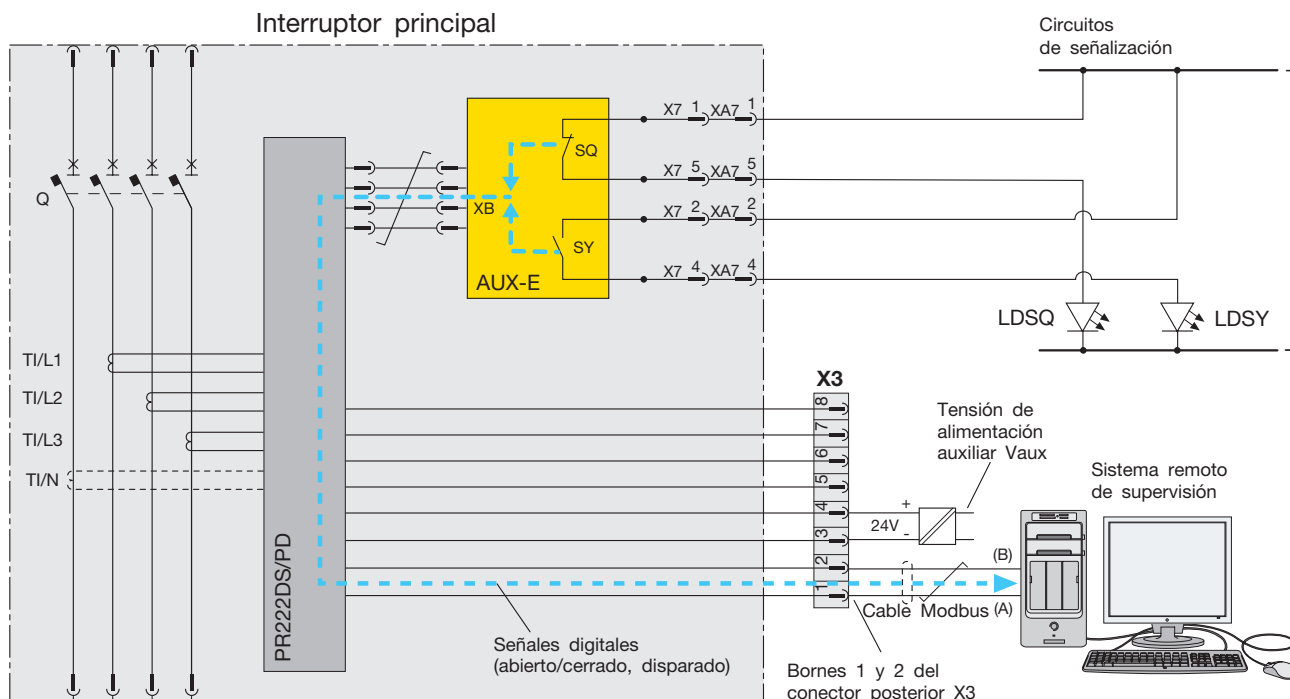 Interruptor principal
Circuitos
de señalización
X7 1 XA7 1
SQ
X7 5 XA7 5
Q
XB
X7 2 XA7 2
SY
X7 4 XA7 4
AUX-E
LDSQ
LDSY
TI/L1
TI/L2
TI/L3
TI/N
PR222DS/PD
X3
8
7
6
5
4
3
2
1
Tensión de
alimentación
auxiliar Vaux
+
24V
-
Sistema remoto
de supervisión
(B)
Cable Modbus (A)
Señales digitales
(abierto/cerrado, disparado)
Bornes 1 y 2 del
conector posterior X3